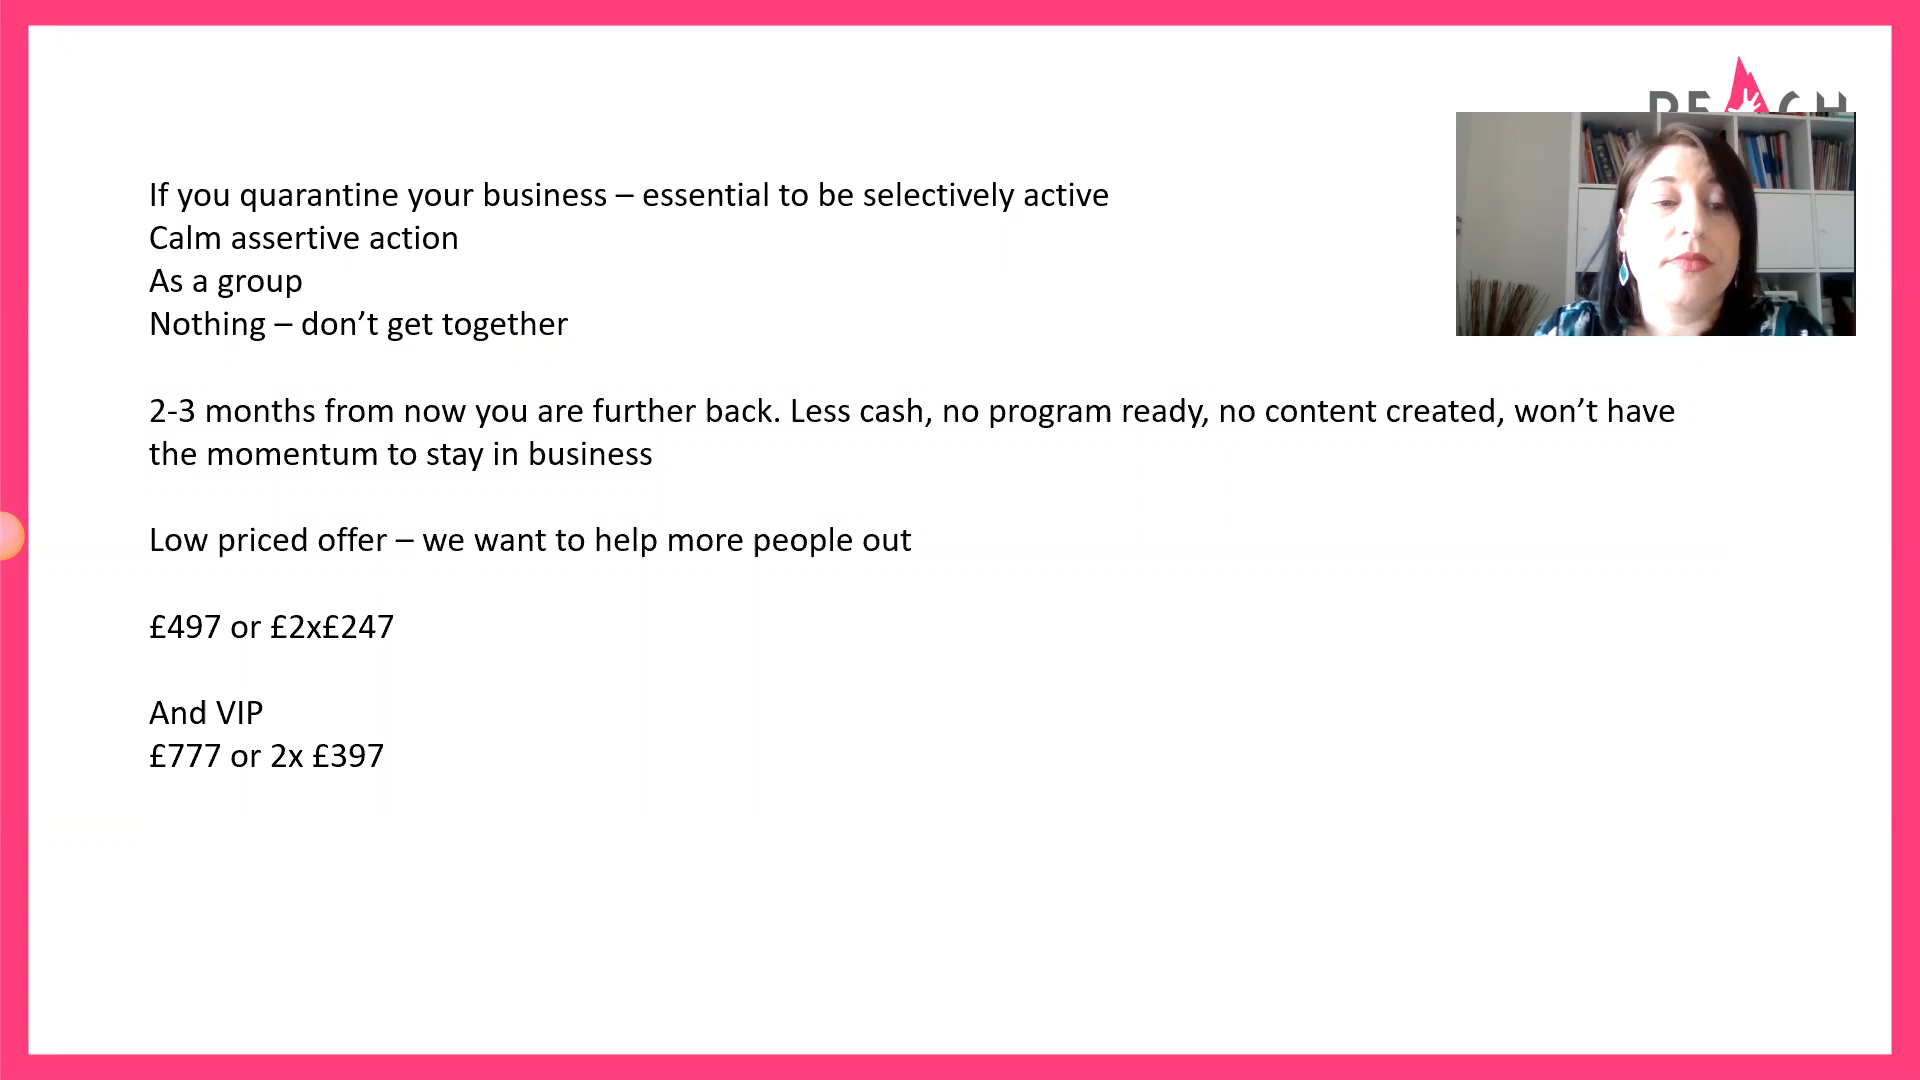 If you quarantine your business – essential to be selectively active
Calm assertive action
As a group
Nothing – don’t get together
2-3 months from now you are further back. Less cash, no program ready, no content created, won’t have
the momentum to stay in business
Low priced offer – we want to help more people out
£497 or £2x£247
And VIP
£777 or 2x £397